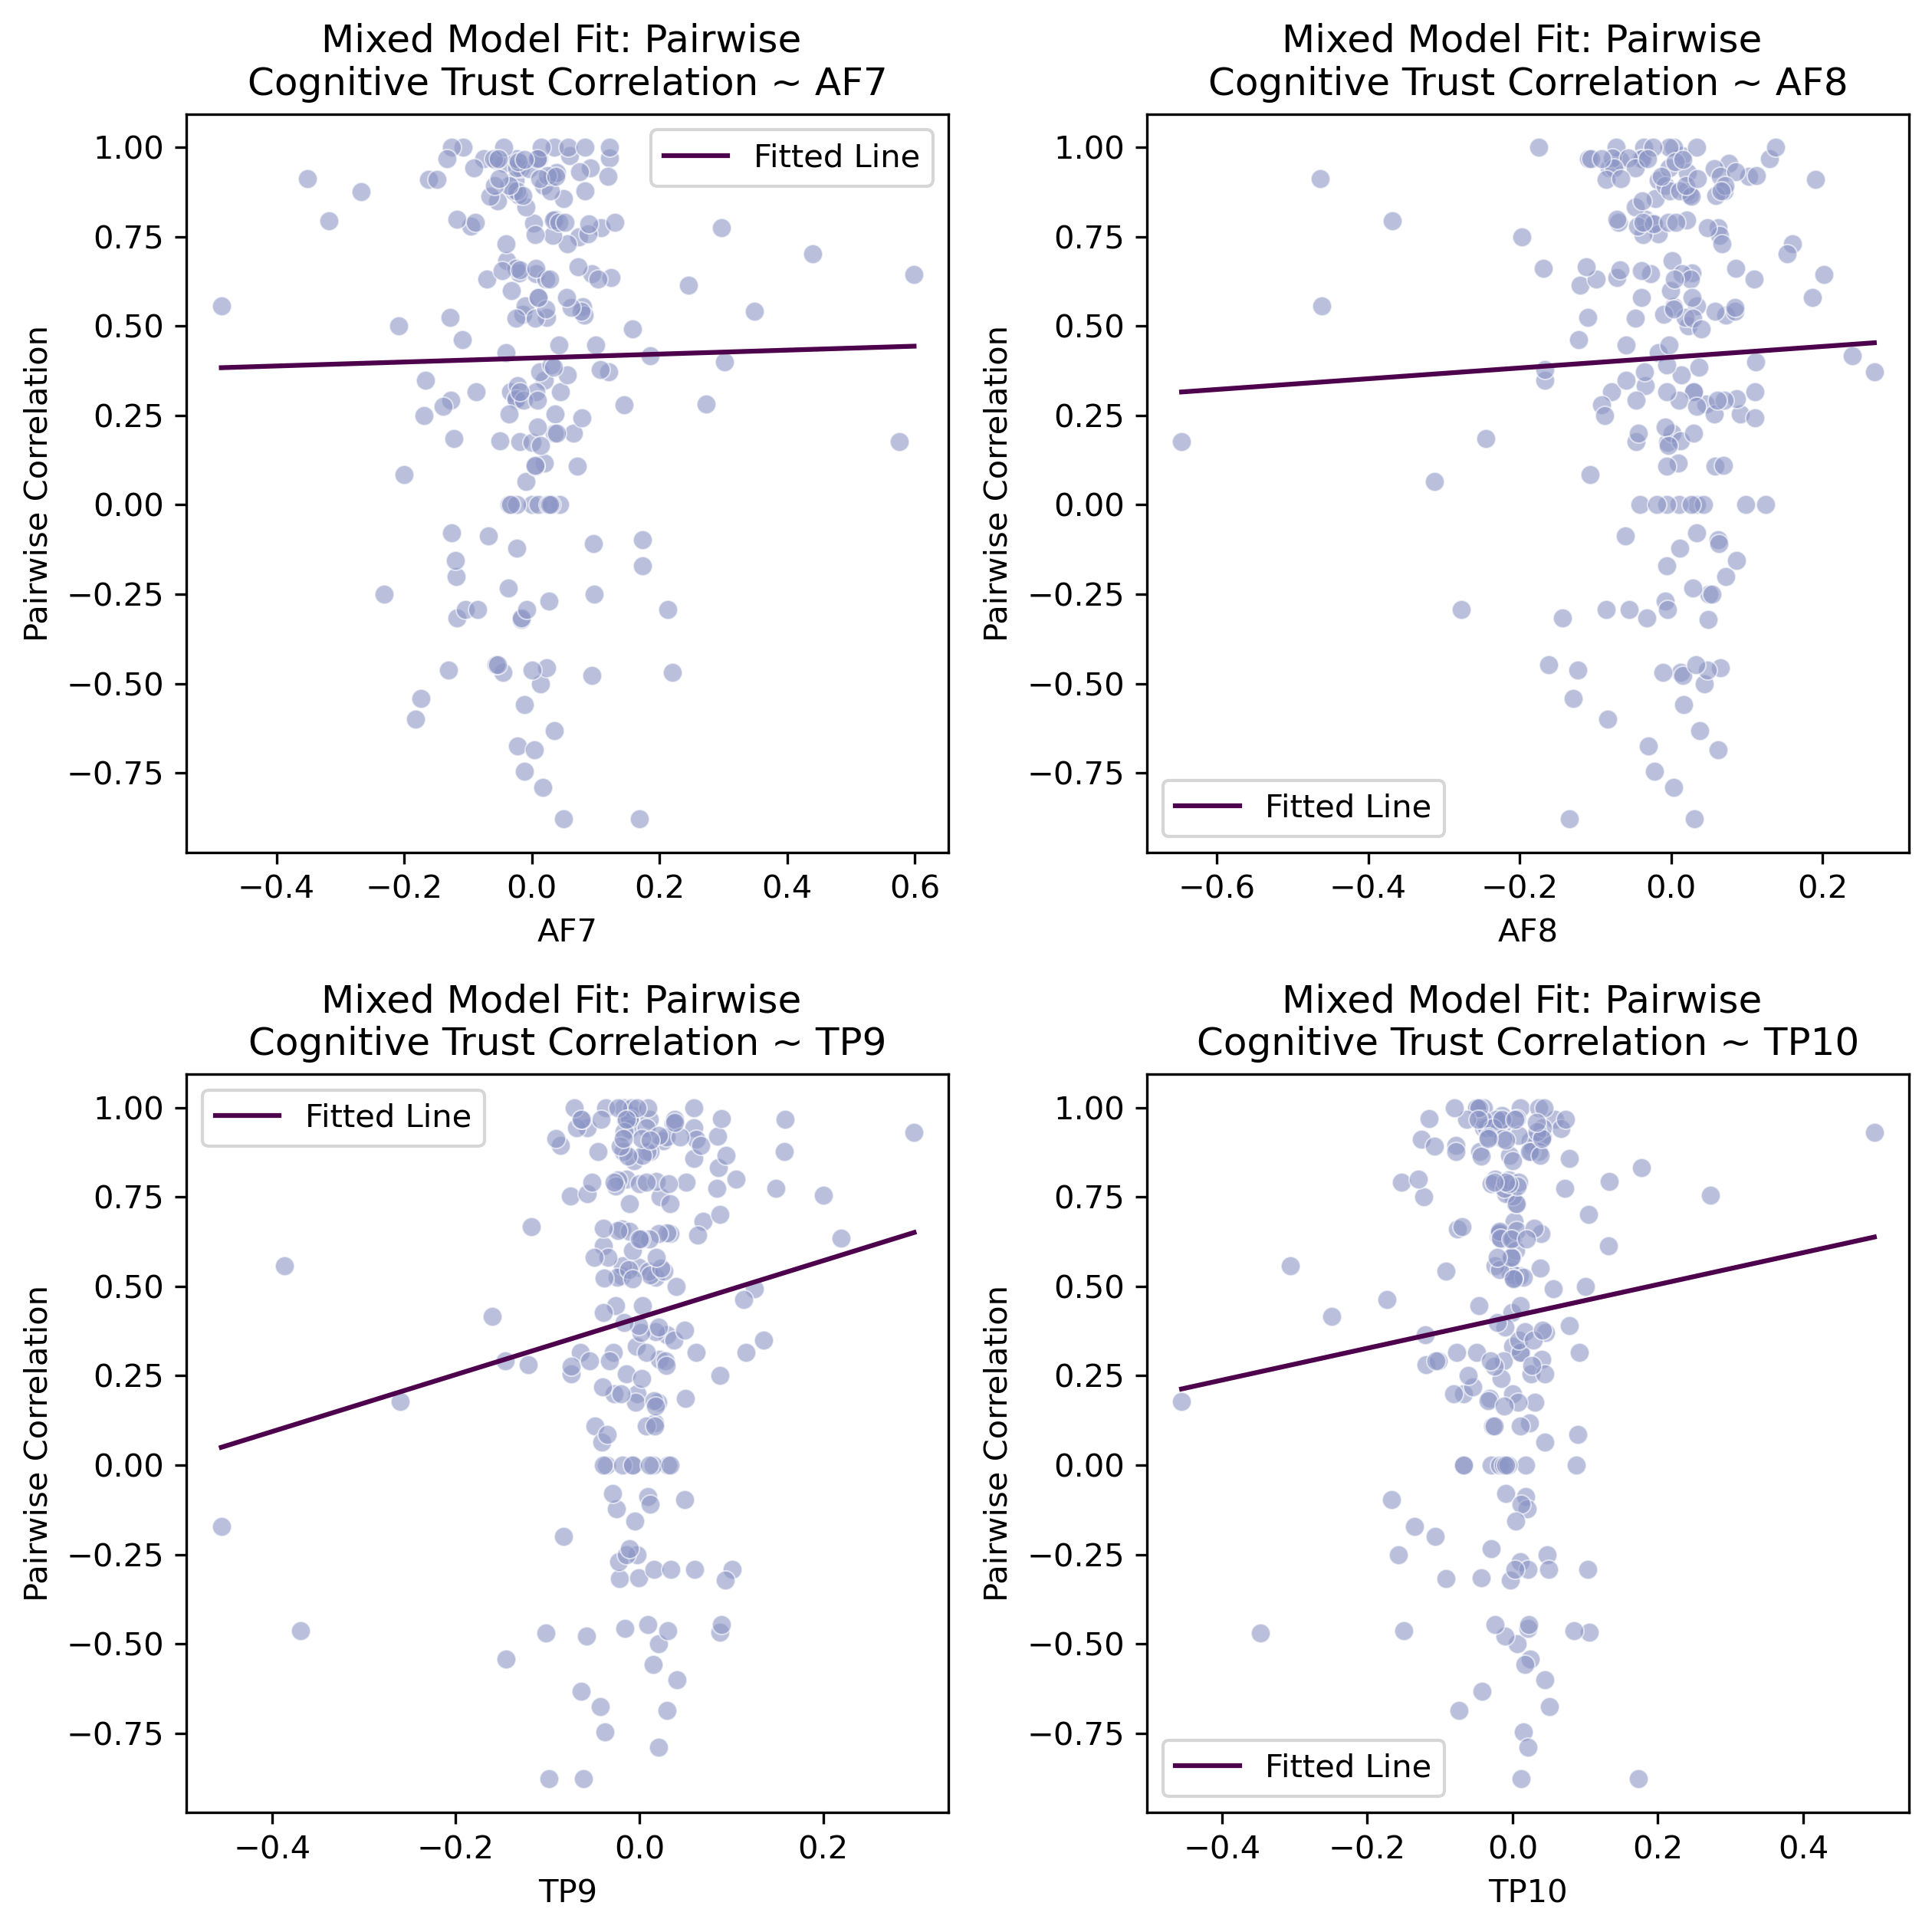 Mixed Model Fit: Pairwise
Cognitive Trust Correlation ~ AF7
Fitted Line
1.00
0.75
0.50
0.25
0.00
−0.25
−0.50
−0.75
Pairwise Correlation
−0.4 −0.2 0.0 0.2 0.4 0.6
AF7
Mixed Model Fit: Pairwise
Cognitive Trust Correlation ~ AF8
1.00
0.75
0.50
0.25
0.00
−0.25
−0.50
−0.75
Pairwise Correlation
Fitted Line
−0.6 −0.4 −0.2 0.0 0.2
AF8
Mixed Model Fit: Pairwise
Cognitive Trust Correlation ~ TP9
Fitted Line
1.00
0.75
0.50
0.25
0.00
−0.25
−0.50
−0.75
Pairwise Correlation
−0.4 −0.2 0.0 0.2
TP9
Mixed Model Fit: Pairwise
Cognitive Trust Correlation ~ TP10
1.00
0.75
0.50
0.25
0.00
−0.25
−0.50
−0.75
Pairwise Correlation
Fitted Line
−0.4 −0.2 0.0 0.2 0.4
TP10